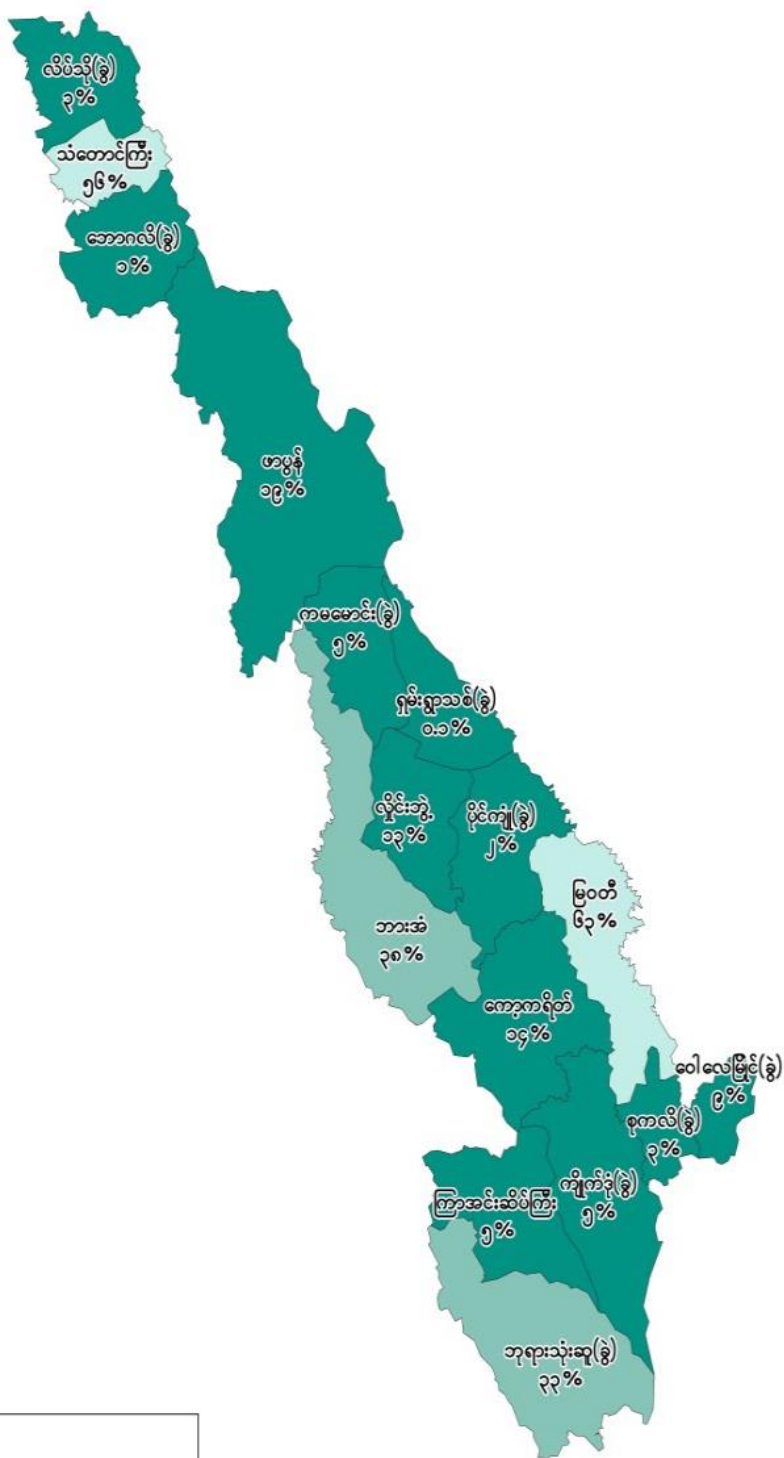 လိပ်သို(ခွဲ)
၃%
သံတောင်ကြီး
၅၆%
ဘောဂလိ(ခွဲ)
၁%
ဖာပွန်
၁၉%
ကမမောင်း(ခွဲ)
၅%
ရှမ်းရွာသစ်(ခွဲ)
၀.၁%
လှိုင်းဘွဲ့
၁၃%
ပိုင်ကျုံ(ခွဲ)
၂%
မြဝတီ
၆၃%
ဘားအံ
၃၈%
ကော့ကရိတ်
၁၄%
ဝေါလေမြိုင်(ခွဲ)
၉%
စုကလိ(ခွဲ)
၃%
ကျိုက်ဒုံ(ခွဲ)
၅%
ကြာအင်းဆိပ်ကြီး
၅%
ဘုရားသုံးဆူ(ခွဲ)
၃၃%